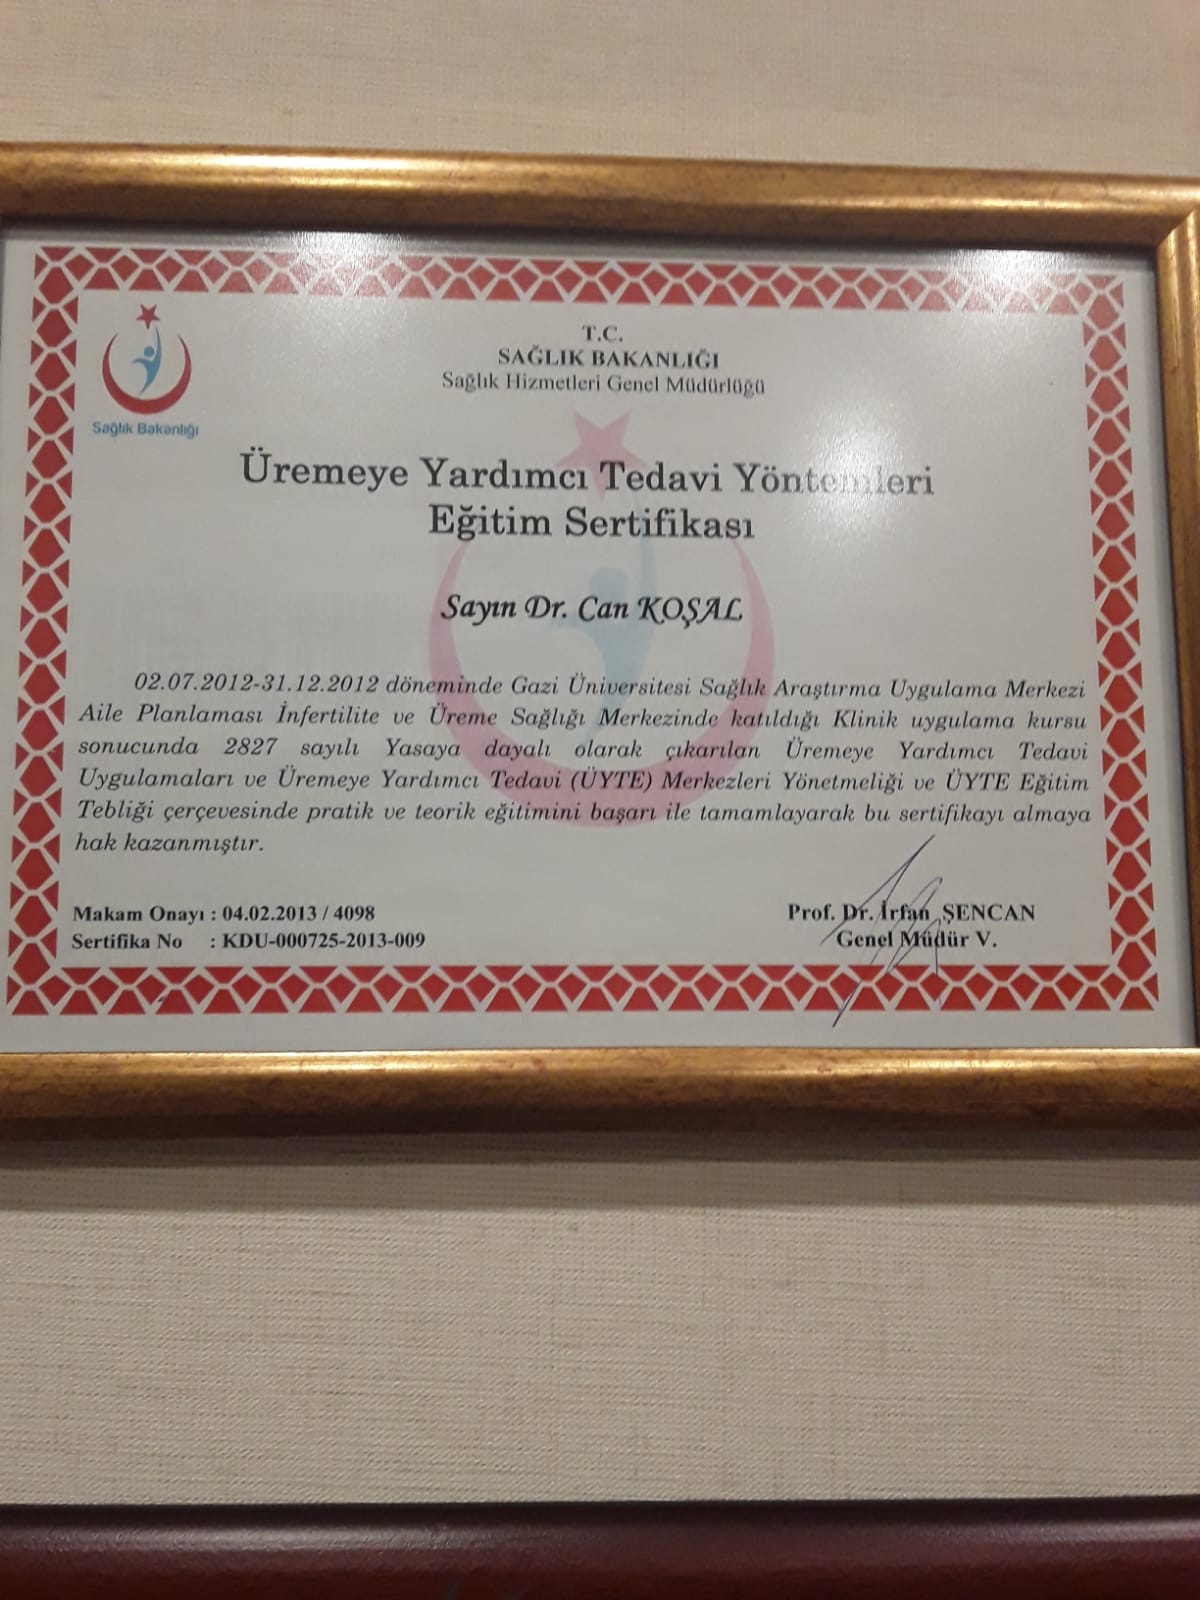 T.C.
SAĞLIK BAKANLIĞI
Sağlık Hizmetleri Genel Müdürlüğü
Sağlık Bakanlığı
Üremeye Yardımcı Tedavi Yöntemleri
Eğitim Sertifikası
Sayın Dr. Can KOŞAL
02.07.2012-31.12.2012 döneminde Gazi Üniversitesi Sağlık Araştırma Uygulama Merkezi
Aile Planlaması İnfertilite ve Üreme Sağlığı Merkezinde katıldığı Klinik uygulama kursu
sonucunda 2827 sayılı Yasaya dayalı olarak çıkarılan Üremeye Yardımcı Tedavi
Uygulamaları ve Üremeye Yardımcı Tedavi (ÜYTE) Merkezleri Yönetmeliği ve ÜYTE Eğitim
Tebliği çerçevesinde pratik ve teorik eğitimini başarı ile tamamlayarak bu sertifikayı almaya
hak kazanmıştır.
Makam Onayı : 04.02.2013 / 4098
Sertifika No : KDU-000725-2013-009
Prof. Dr. İrfan ŞENCAN
Genel Müdür V.